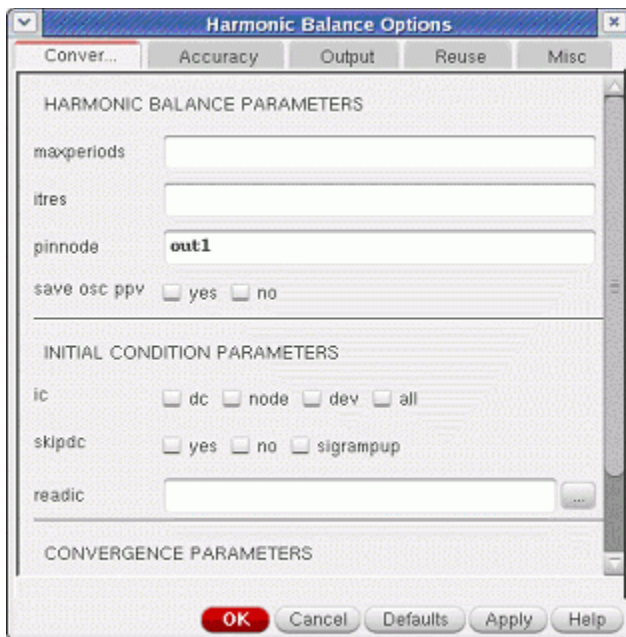 Harmonic Balance Options
Conver... Accuracy Output Reuse Misc
HARMONIC BALANCE PARAMETERS
maxperiods
itres
pinnode out1
save osc ppv yes no
INITIAL CONDITION PARAMETERS
ic dc node dev all
skipdc yes no sigrampup
readic ...
CONVERGENCE PARAMETERS
OK Cancel Defaults Apply Help